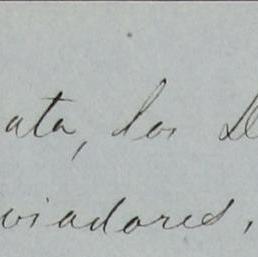 ata, los D
viadores,